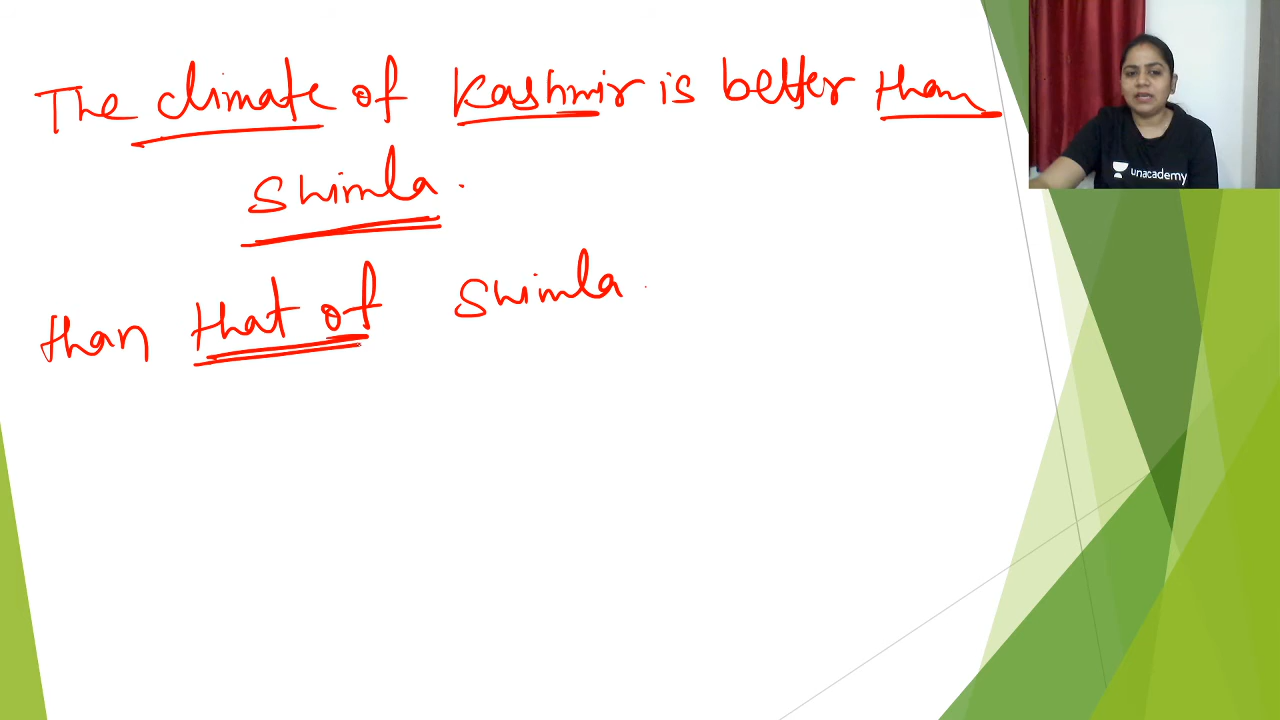 The climate of Kashmir is better than
Shimla.
than that of Shimla.
unacademy